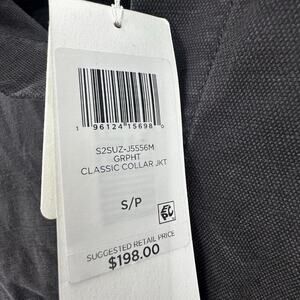 1 96124 15698 0
S2SUZ-J5556M
GRPHT
CLASSIC COLLAR JKT
S/P
SUGGESTED RETAIL PRICE
$198.00